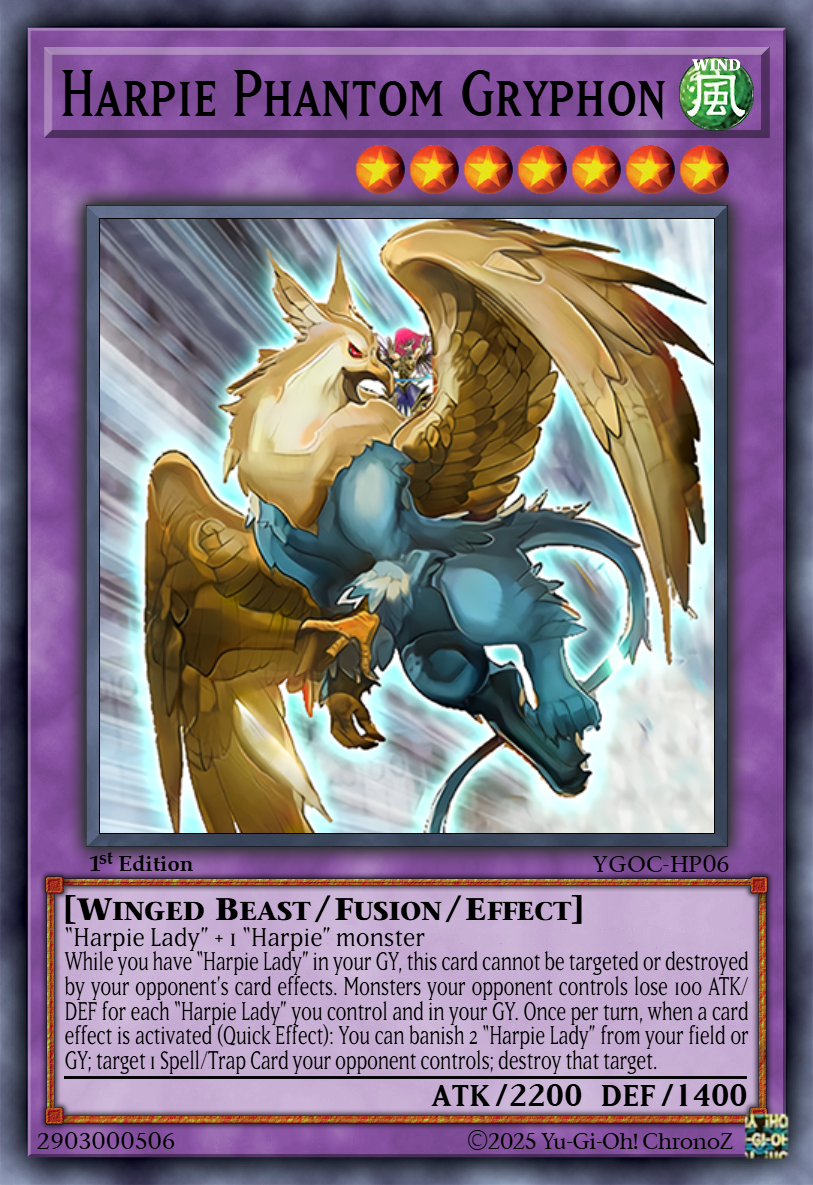 Harpie Phantom Gryphon
WIND
風
1st Edition
YGOC-HP06
[Winged Beast/Fusion/Effect]
"Harpie Lady" + 1 "Harpie" monster
While you have "Harpie Lady" in your GY, this card cannot be targeted or destroyed
by your opponent's card effects. Monsters your opponent controls lose 100 ATK/
DEF for each "Harpie Lady" you control and in your GY. Once per turn, when a card
effect is activated (Quick Effect): You can banish 2 "Harpie Lady" from your field or
GY; target 1 Spell/Trap Card your opponent controls; destroy that target.
ATK/2200 DEF/1400
2903000506
©2025 Yu-Gi-Oh! ChronoZ